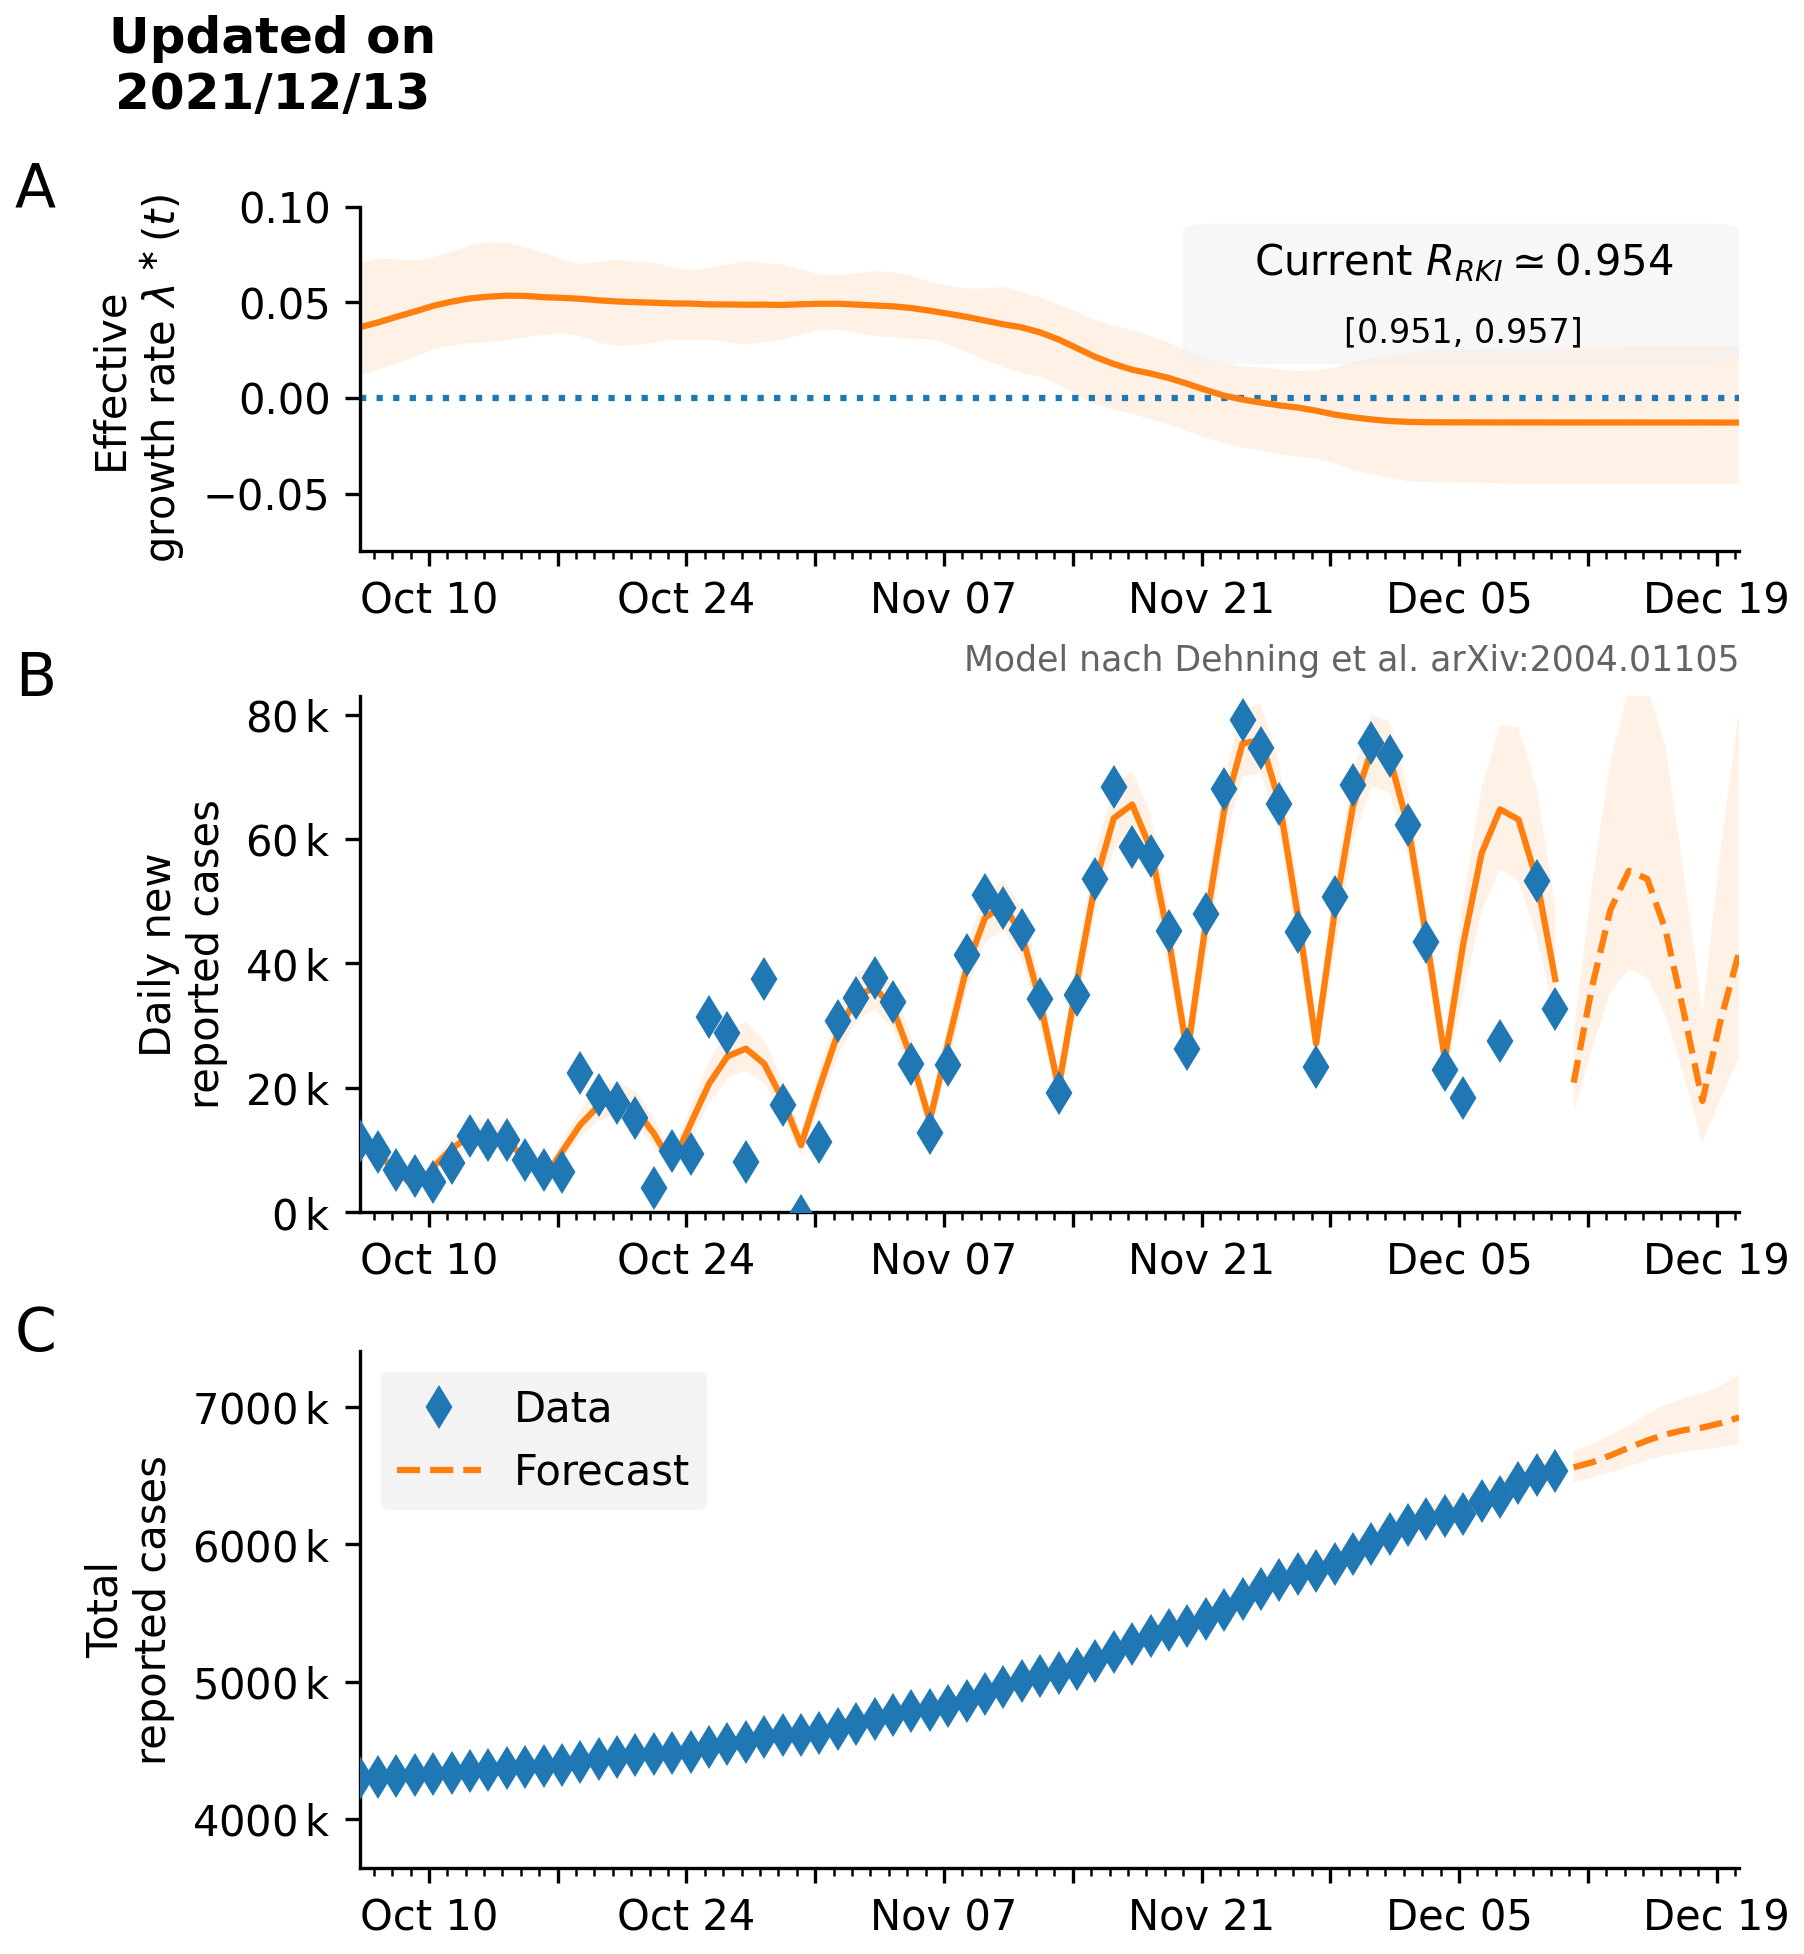 Updated on
2021/12/13
A
Effective
growth rate λ * (t)
0.10
0.05
0.00
−0.05
Current R_RKI ≃ 0.954
[0.951, 0.957]
Oct 10 Oct 24 Nov 07 Nov 21 Dec 05 Dec 19
Model nach Dehning et al. arXiv:2004.01105
B
Daily new
reported cases
80 k
60 k
40 k
20 k
0 k
Oct 10 Oct 24 Nov 07 Nov 21 Dec 05 Dec 19
C
Total
reported cases
7000 k
6000 k
5000 k
4000 k
Data
Forecast
Oct 10 Oct 24 Nov 07 Nov 21 Dec 05 Dec 19